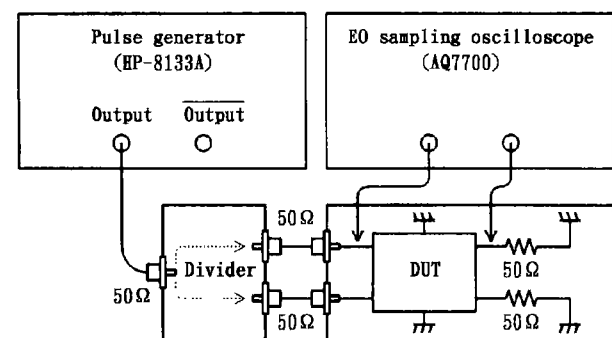 Pulse generator
(HP-8133A)
Output
Output
EO sampling oscilloscope
(AQ7700)
50Ω
Divider
50Ω
50Ω
DUT
50Ω
50Ω